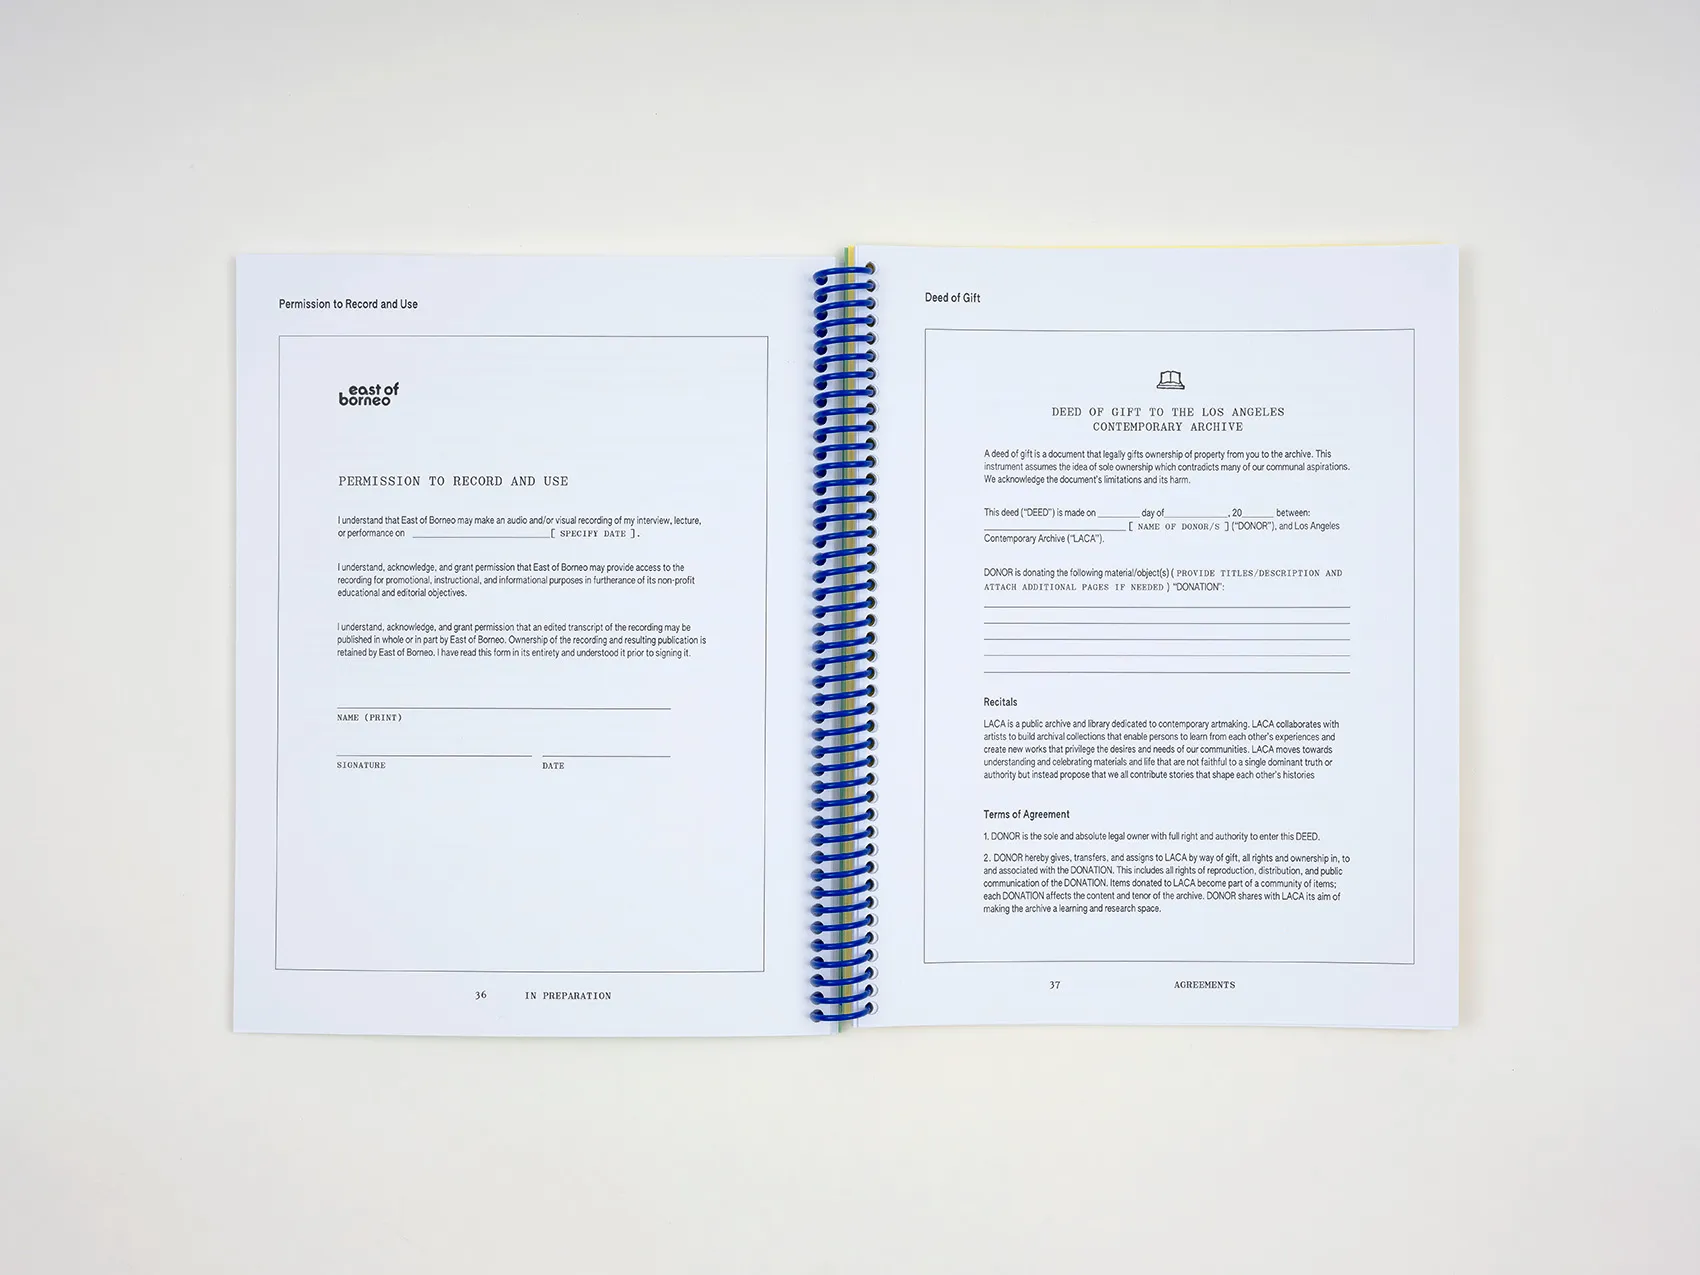 Permission to Record and Use
east of
borneo
PERMISSION TO RECORD AND USE
I understand that East of Borneo may make an audio and/or visual recording of my interview, lecture,
or performance on ____________________[ SPECIFY DATE ].
I understand, acknowledge, and grant permission that East of Borneo may provide access to the
recording for promotional, instructional, and informational purposes in furtherance of its non-profit
educational and editorial objectives.
I understand, acknowledge, and grant permission that an edited transcript of the recording may be
published in whole or in part by East of Borneo. Ownership of the recording and resulting publication is
retained by East of Borneo. I have read this form in its entirety and understood it prior to signing it.
NAME (PRINT)
SIGNATURE DATE
36 IN PREPARATION
Deed of Gift
DEED OF GIFT TO THE LOS ANGELES
CONTEMPORARY ARCHIVE
A deed of gift is a document that legally gifts ownership of property from you to the archive. This
instrument assumes the idea of sole ownership which contradicts many of our communal aspirations.
We acknowledge the document's limitations and its harm.
This deed ("DEED") is made on ________ day of____________, 20______ between:
____________________ [ NAME OF DONOR/S ] ("DONOR"), and Los Angeles
Contemporary Archive ("LACA").
DONOR is donating the following material/object(s) ( PROVIDE TITLES/DESCRIPTION AND
ATTACH ADDITIONAL PAGES IF NEEDED ) "DONATION":
Recitals
LACA is a public archive and library dedicated to contemporary artmaking. LACA collaborates with
artists to build archival collections that enable persons to learn from each other's experiences and
create new works that privilege the desires and needs of our communities. LACA moves towards
understanding and celebrating materials and life that are not faithful to a single dominant truth or
authority but instead propose that we all contribute stories that shape each other's histories
Terms of Agreement
1. DONOR is the sole and absolute legal owner with full right and authority to enter this DEED.
2. DONOR hereby gives, transfers, and assigns to LACA by way of gift, all rights and ownership in, to
and associated with the DONATION. This includes all rights of reproduction, distribution, and public
communication of the DONATION. Items donated to LACA become part of a community of items;
each DONATION affects the content and tenor of the archive. DONOR shares with LACA its aim of
making the archive a learning and research space.
37 AGREEMENTS